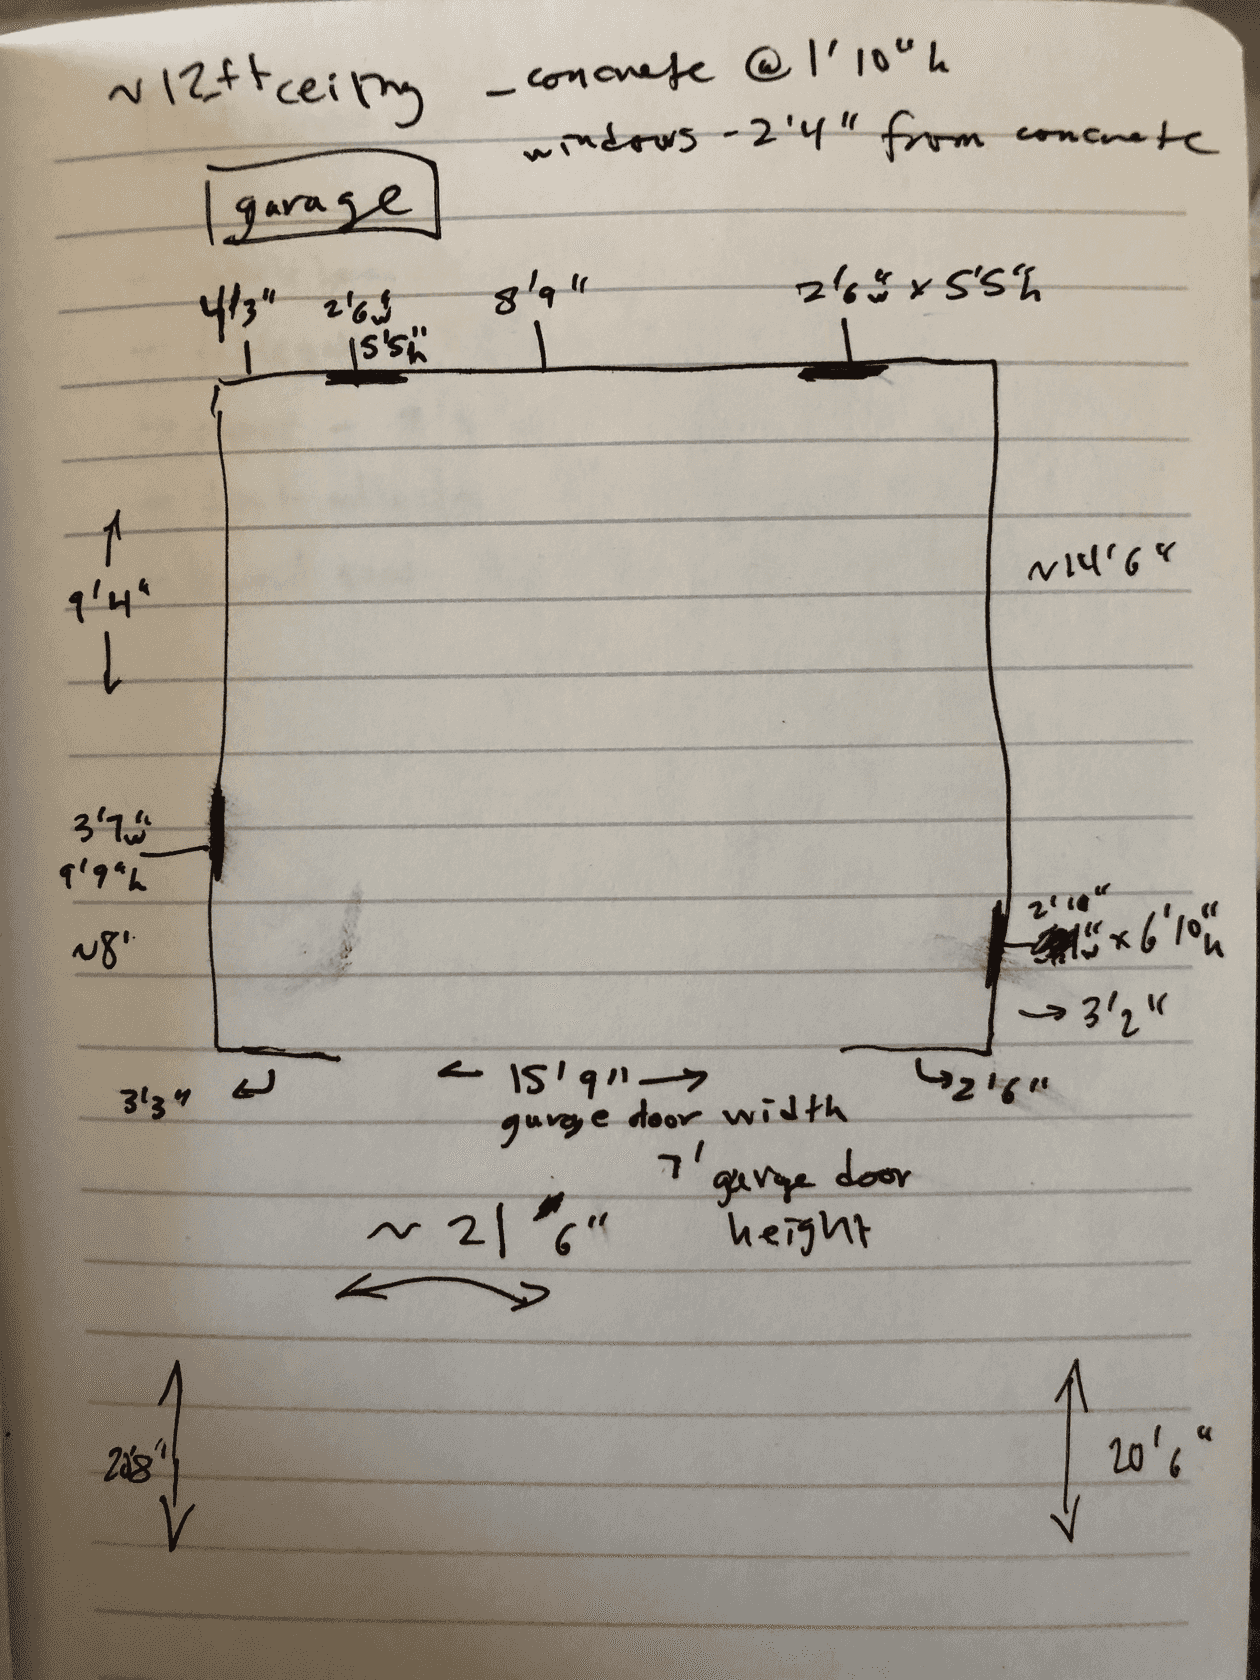 ~12ft ceiling
- concrete @ 1'10"h
windows - 2'4" from concrete
garage
4'3"
2'6"w
5'5"h
8'9"
2'6"w x 5'5"h
9'4"
~14'6"
3'7"w
9'9"h
2'10"
"w x 6'10"h
~8'
3'2"
3'3"
15'9"
2'6"
garage door width
7' garage door
height
~ 21 6"
20'6"